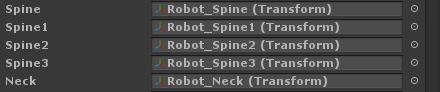 Spine Robot_Spine (Transform)
Spine1 Robot_Spine1 (Transform)
Spine2 Robot_Spine2 (Transform)
Spine3 Robot_Spine3 (Transform)
Neck Robot_Neck (Transform)